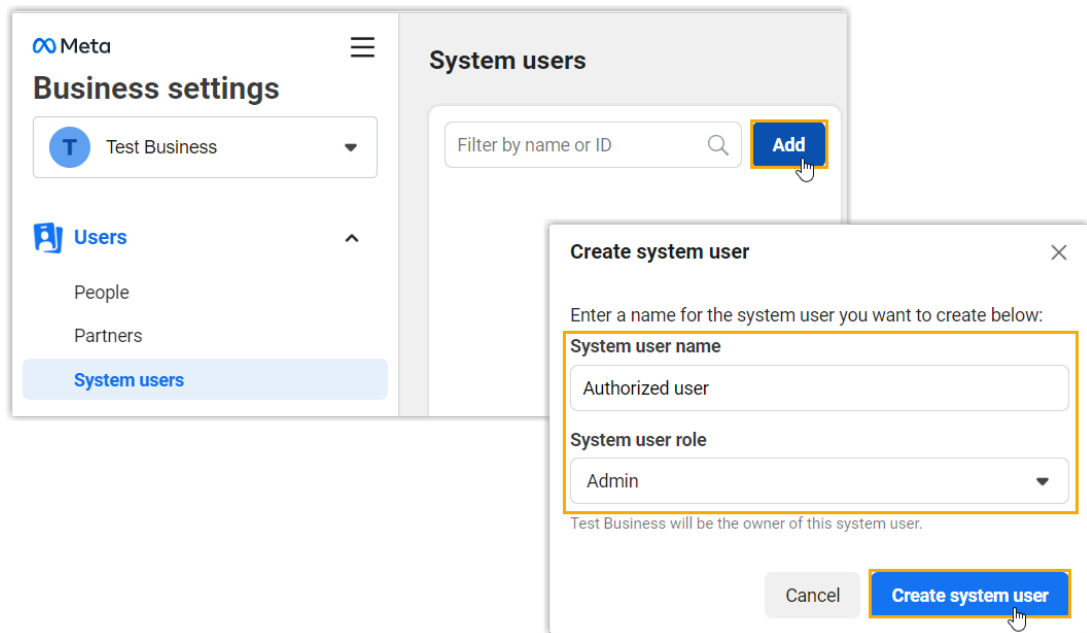 Meta
Business settings
T Test Business
Users
People
Partners
System users
System users
Filter by name or ID
Add
Create system user
Enter a name for the system user you want to create below:
System user name
Authorized user
System user role
Admin
Test Business will be the owner of this system user.
Cancel Create system user